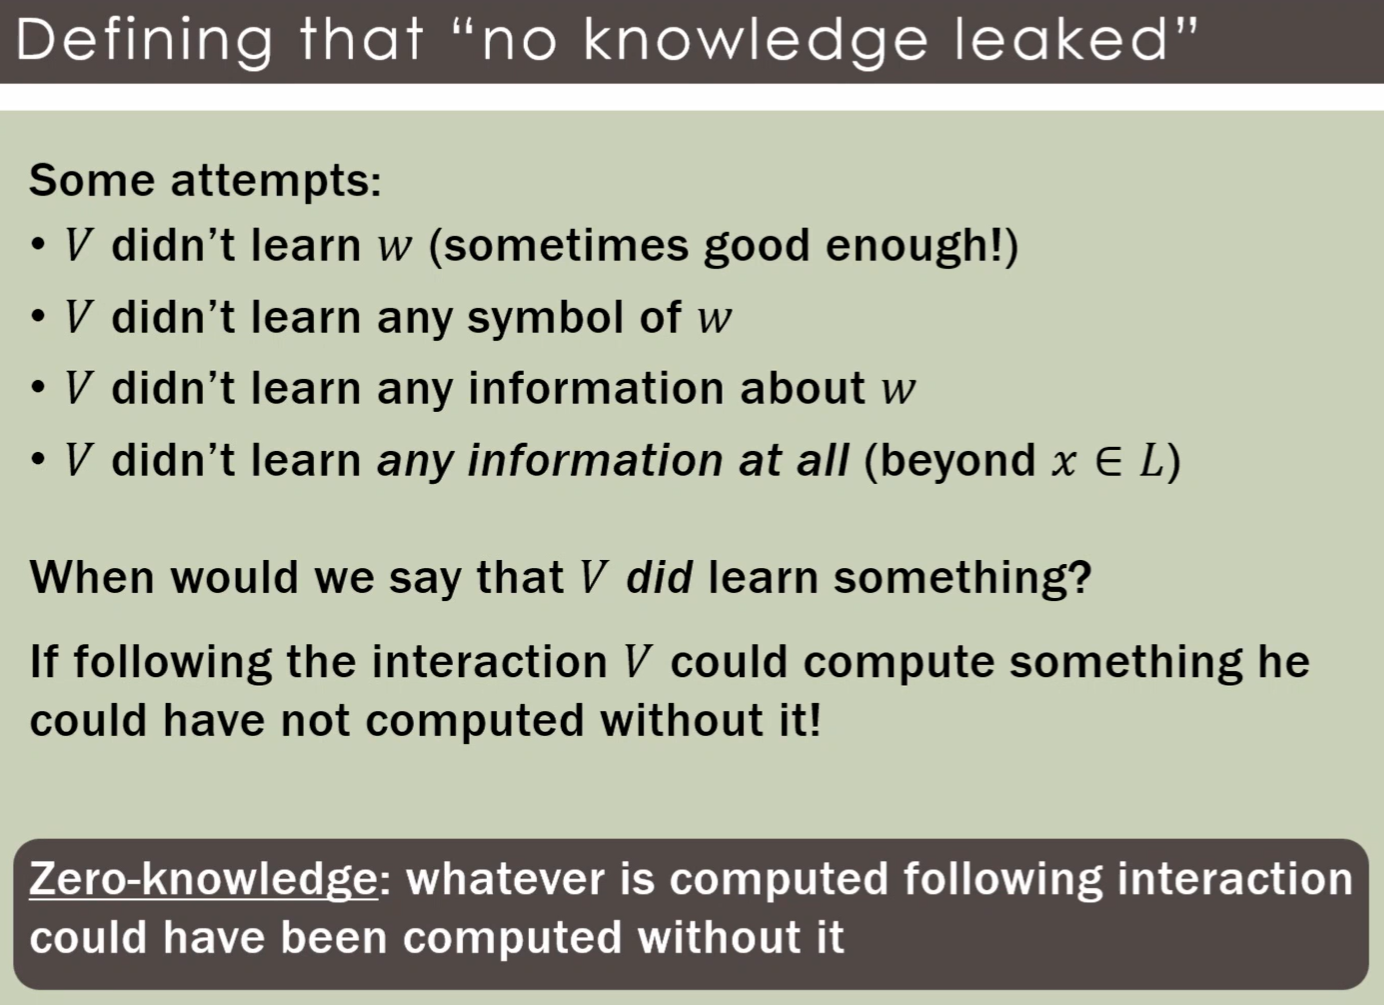 Defining that “no knowledge leaked”
Some attempts:
• V didn’t learn w (sometimes good enough!)
• V didn’t learn any symbol of w
• V didn’t learn any information about w
• V didn’t learn any information at all (beyond x ∈ L)
When would we say that V did learn something?
If following the interaction V could compute something he
could have not computed without it!
Zero-knowledge: whatever is computed following interaction
could have been computed without it